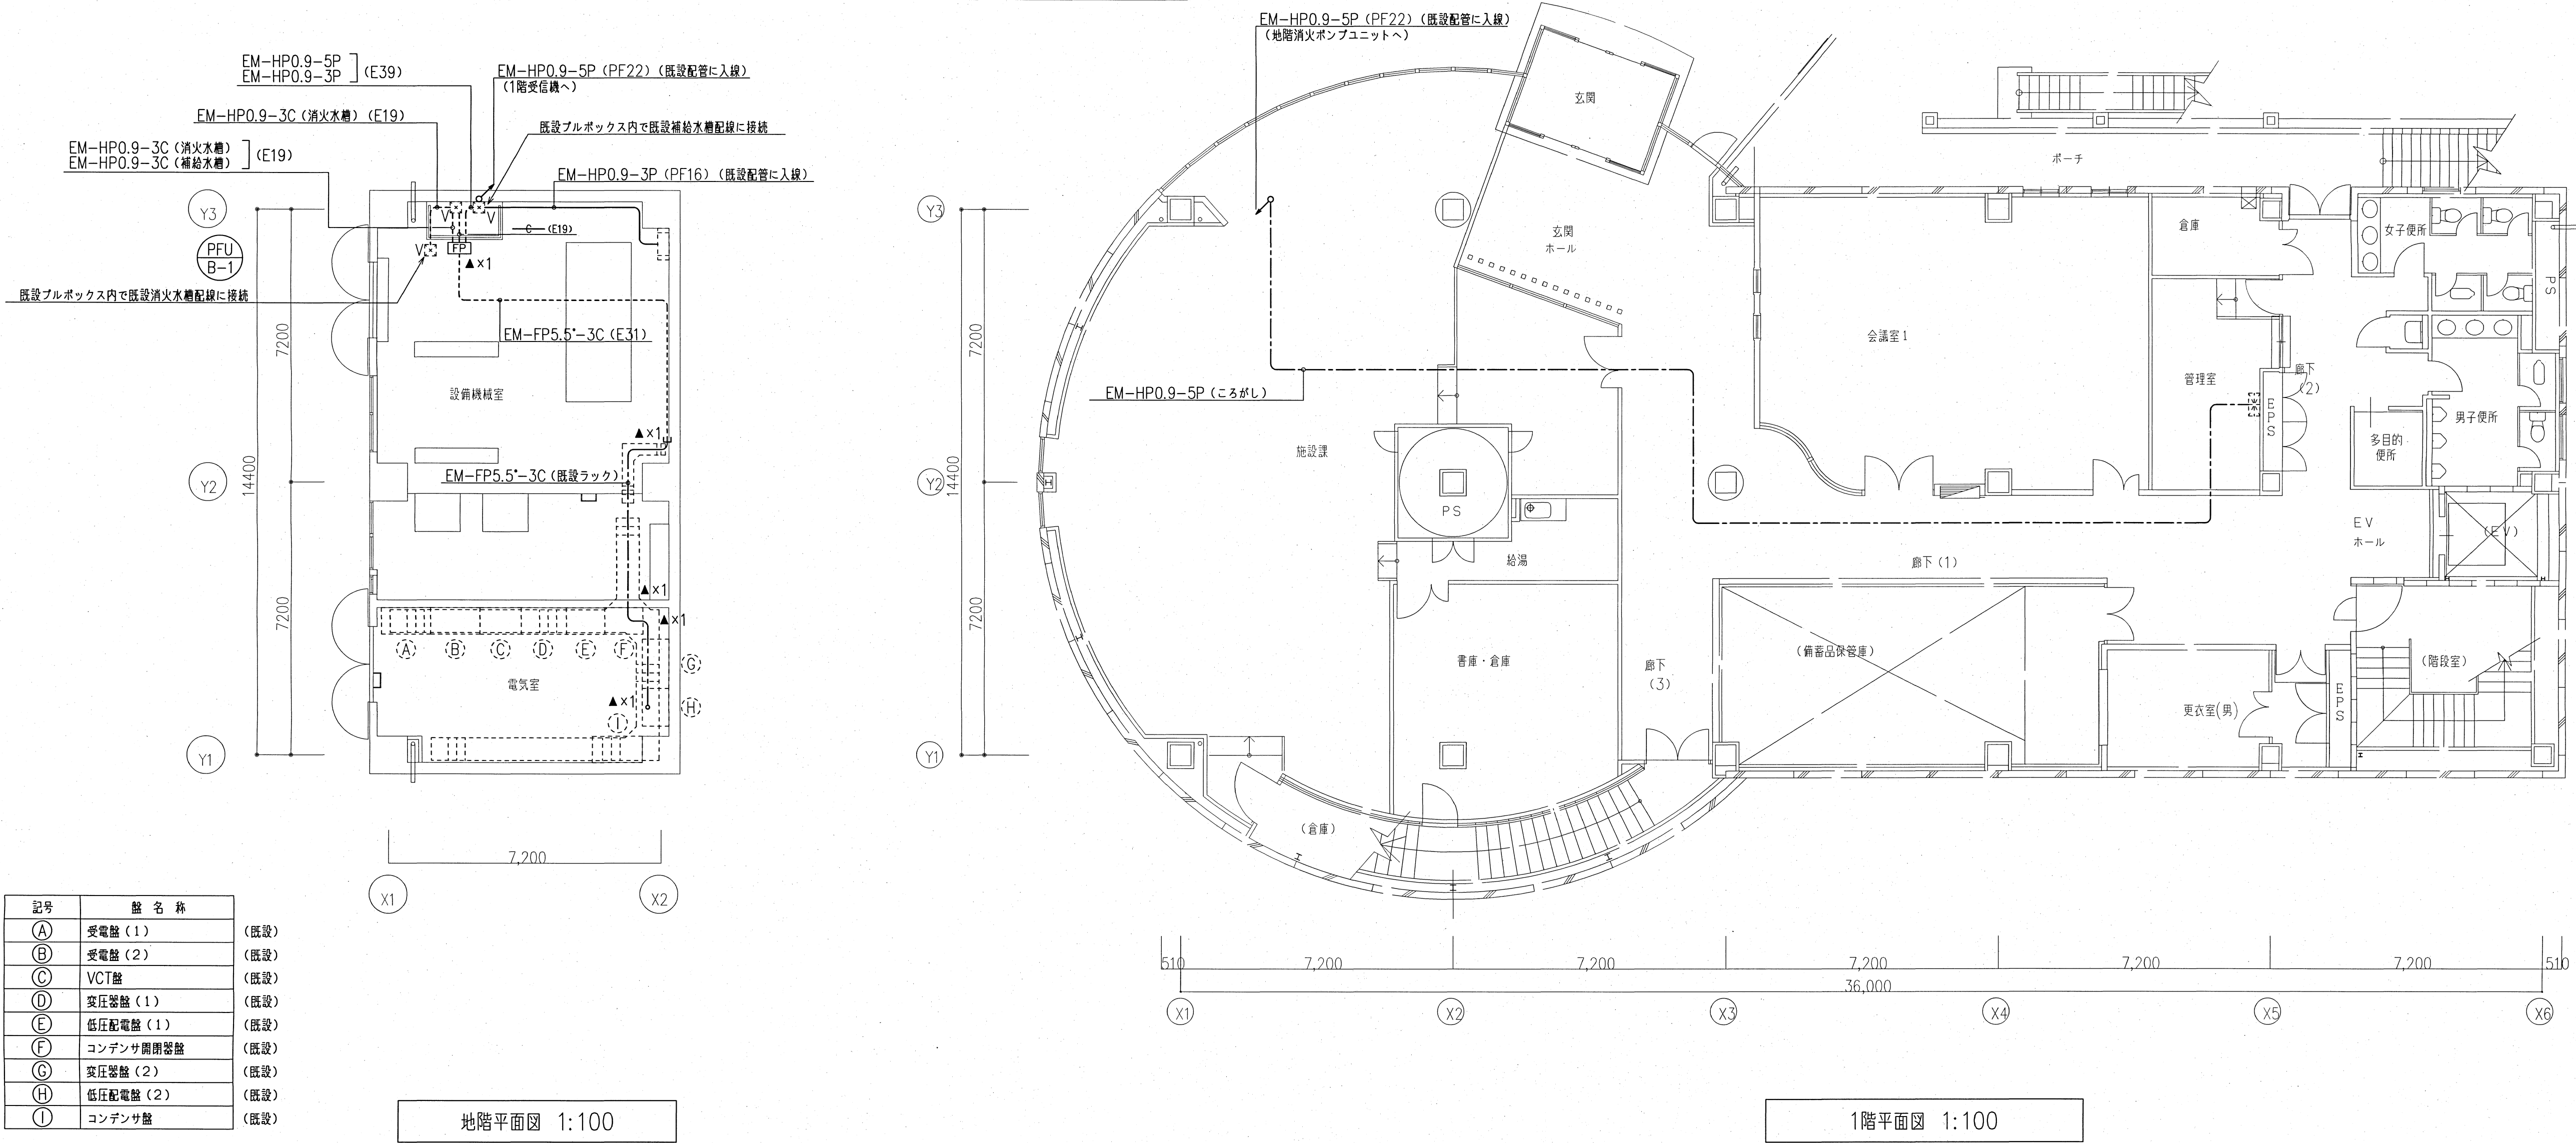 EM-HP0.9-5P
EM-HP0.9-3P
(E39)
EM-HP0.9-5P (PF22) (既設配管に入線)
(1階受信機へ)
EM-HP0.9-3C (消火水槽) (E19)
既設プルボックス内で既設補給水槽配線に接続
EM-HP0.9-3C (消火水槽)
EM-HP0.9-3C (補給水槽)
(E19)
EM-HP0.9-3P (PF16) (既設配管に入線)
Y3
V
V
C (E19)
PFU
B-1
V
FP
▲x1
既設プルボックス内で既設消火水槽配線に接続
7200
EM-FP5.5°-3C (E31)
設備機械室
▲x1
14400
Y2
EM-FP5.5°-3C (既設ラック)
▲x1
7200
▲x1
A
B
C
D
E
F
G
電気室
▲x1
H
I
Y1
7,200
X1
X2
記号
盤名称
A
受電盤 (1)
(既設)
B
受電盤 (2)
(既設)
C
VCT盤
(既設)
D
変圧器盤 (1)
(既設)
E
低圧配電盤 (1)
(既設)
F
コンデンサ開閉器盤
(既設)
G
変圧器盤 (2)
(既設)
H
低圧配電盤 (2)
(既設)
I
コンデンサ盤
(既設)
地階平面図 1:100
EM-HP0.9-5P (PF22) (既設配管に入線)
(地階消火ポンプユニットへ)
玄関
ポーチ
Y3
玄関
ホール
倉庫
女子便所
PS
7200
会議室1
管理室
廊下
(2)
EM-HP0.9-5P (ころがし)
EPS
男子便所
多目的
便所
施設課
14400
Y2
PS
EV
ホール
(EV)
給湯
廊下 (1)
7200
書庫・倉庫
廊下
(3)
(備蓄品保管庫)
(階段室)
更衣室(男)
EPS
Y1
(倉庫)
510
7,200
7,200
7,200
7,200
7,200
510
36,000
X1
X2
X3
X4
X5
X6
1階平面図 1:100